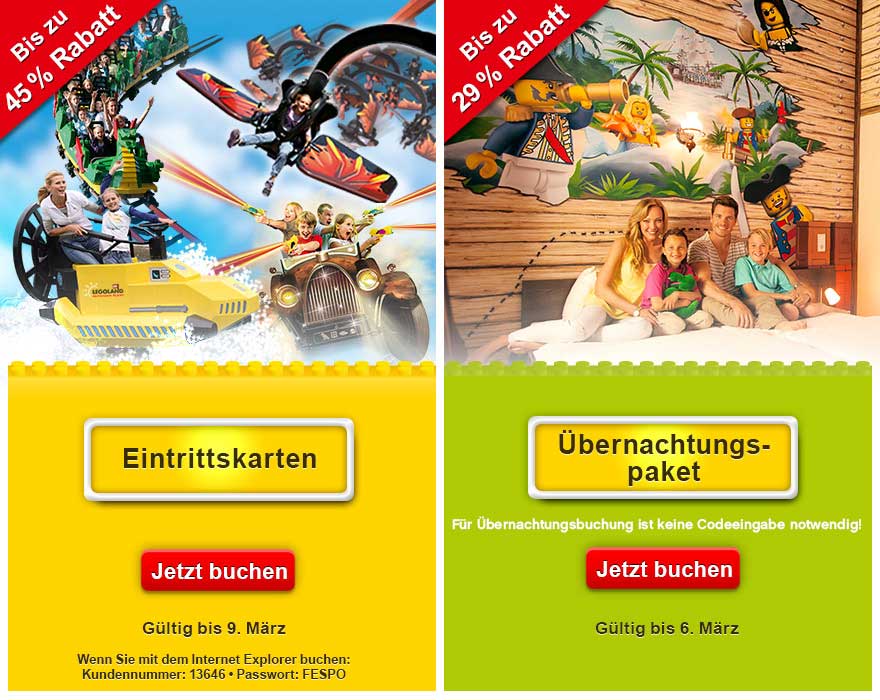 Bis zu
45% Rabatt
LEGOLAND
Eintrittskarten
Jetzt buchen
Gültig bis 9. März
Wenn Sie mit dem Internet Explorer buchen:
Kundennummer: 13646 • Passwort: FESPO
Bis zu
29% Rabatt
Übernachtungs-
paket
Für Übernachtungsbuchung ist keine Codeeingabe notwendig!
Jetzt buchen
Gültig bis 6. März